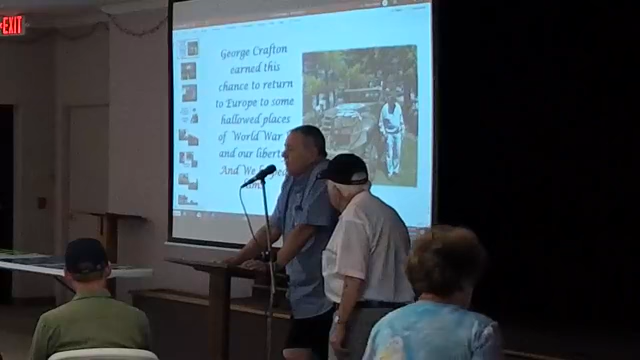 EXIT
George Crafton
earned this
chance to return
to Europe to some
hallowed places
of World War
and our libert
And We